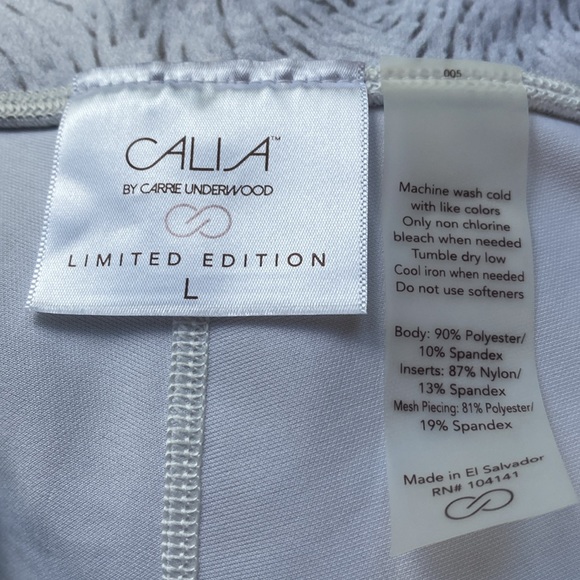 CALIA™
BY CARRIE UNDERWOOD
LIMITED EDITION
L
005
Machine wash cold
with like colors
Only non chlorine
bleach when needed
Tumble dry low
Cool iron when needed
Do not use softeners
Body: 90% Polyester/
10% Spandex
Inserts: 87% Nylon/
13% Spandex
Mesh Piecing: 81% Polyester/
19% Spandex
Made in El Salvador
RN# 104141